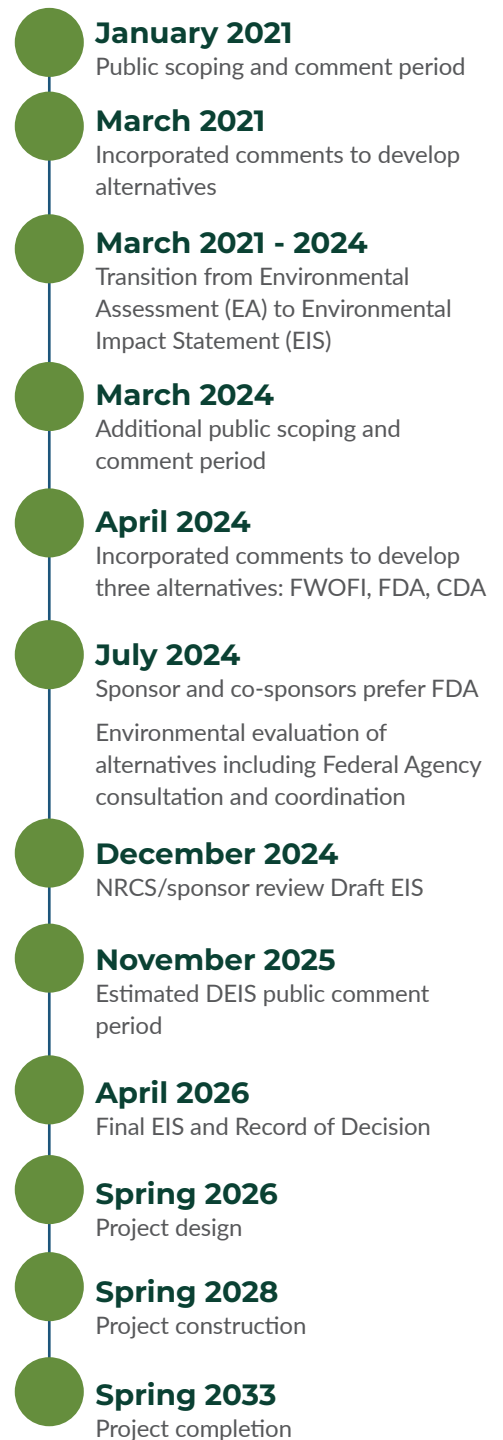 January 2021
Public scoping and comment period
March 2021
Incorporated comments to develop
alternatives
March 2021 - 2024
Transition from Environmental
Assessment (EA) to Environmental
Impact Statement (EIS)
March 2024
Additional public scoping and
comment period
April 2024
Incorporated comments to develop
three alternatives: FWOFI, FDA, CDA
July 2024
Sponsor and co-sponsors prefer FDA
Environmental evaluation of
alternatives including Federal Agency
consultation and coordination
December 2024
NRCS/sponsor review Draft EIS
November 2025
Estimated DEIS public comment
period
April 2026
Final EIS and Record of Decision
Spring 2026
Project design
Spring 2028
Project construction
Spring 2033
Project completion